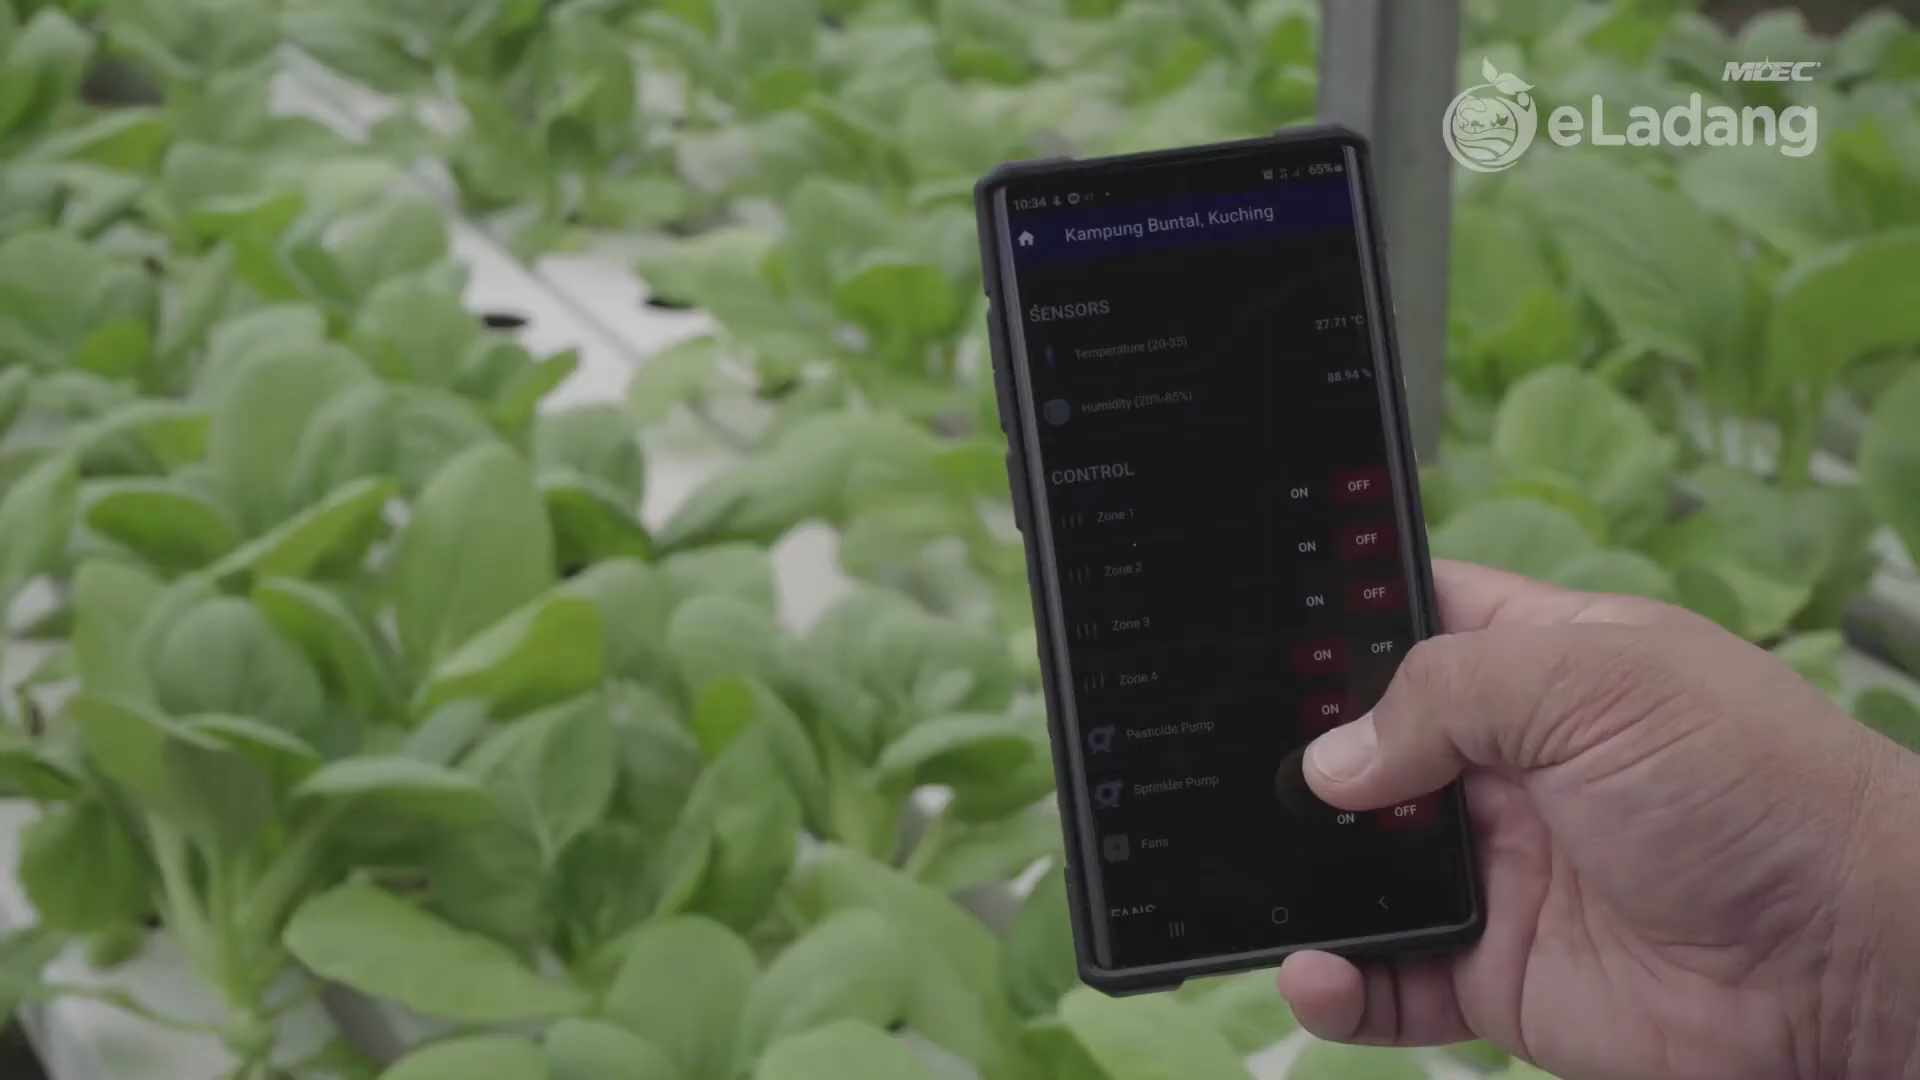 MDEC
eLadang
10:34
65%
Kampung Buntal, Kuching
SENSORS
Temperature (20-35)
27.71 °C
Humidity (20%-85%)
88.94 %
CONTROL
Zone 1
ON OFF
Zone 2
ON OFF
Zone 3
ON OFF
Zone 4
ON OFF
Pesticide Pump
ON
Sprinkler Pump
Fans
ON OFF
FANS